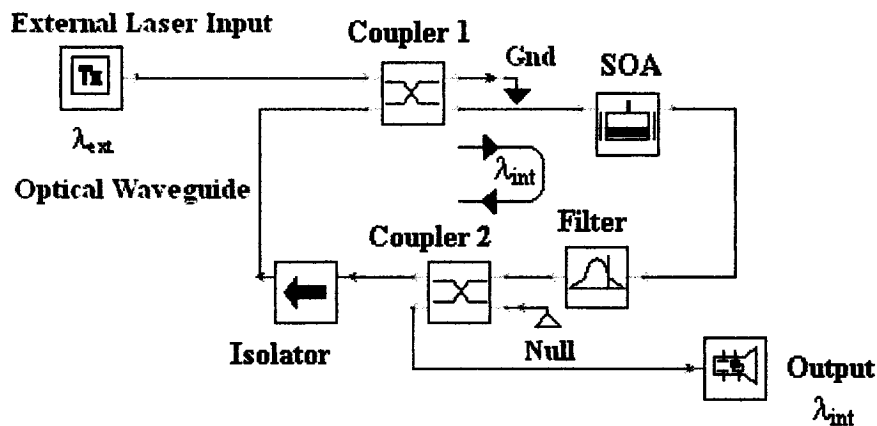 External Laser Input
Coupler 1
Gnd
SOA
Tx
λext.
λint
Optical Waveguide
Coupler 2
Filter
Isolator
Null
Output
λint